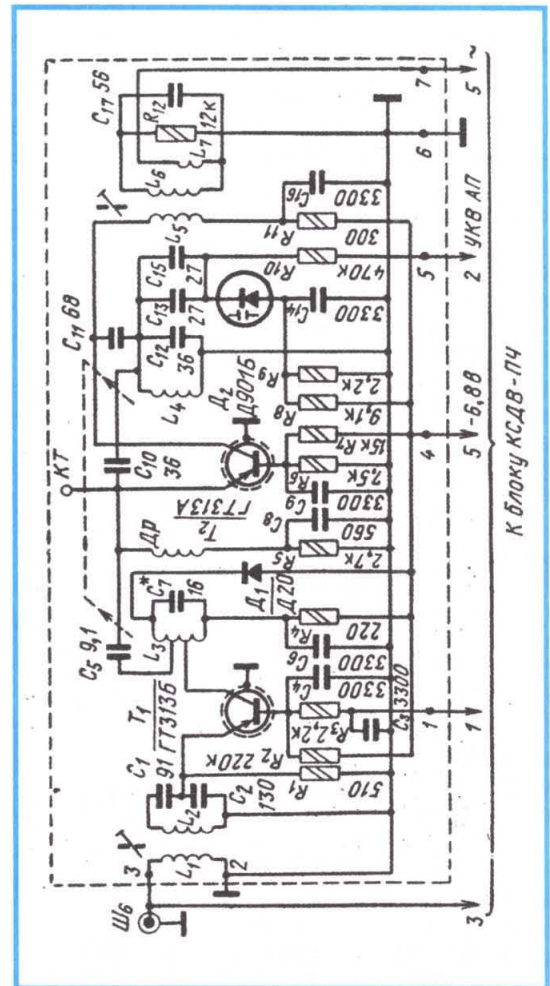 Ш6
3
2
L1
L2
C1
91
C2
130
T1
ГТ313Б
R1
510
R2 220к
R3 2,2к
C3 3300
C4
3300
C6
3300
R4
220
L3
C7*
16
C5 9,1
Д1
Д20
ДР
R5
2,7к
C8
560
C9
3300
R6
7,5к
15к R7
R8
9,1к
R9
2,2к
КТ
C10
36
T2
ГТ313А
Д2
Д901Б
L4
C11 68
C12
36
C13
27
C15
27
C14
3300
R10
470к
R11
300
C16
3300
L5
L6
L7
C17 56
R12
12к
1
4
5
6
7
3
1
5 -6,8В
2 УКВ АП
5 ~
К блоку КСДВ-ПЧ